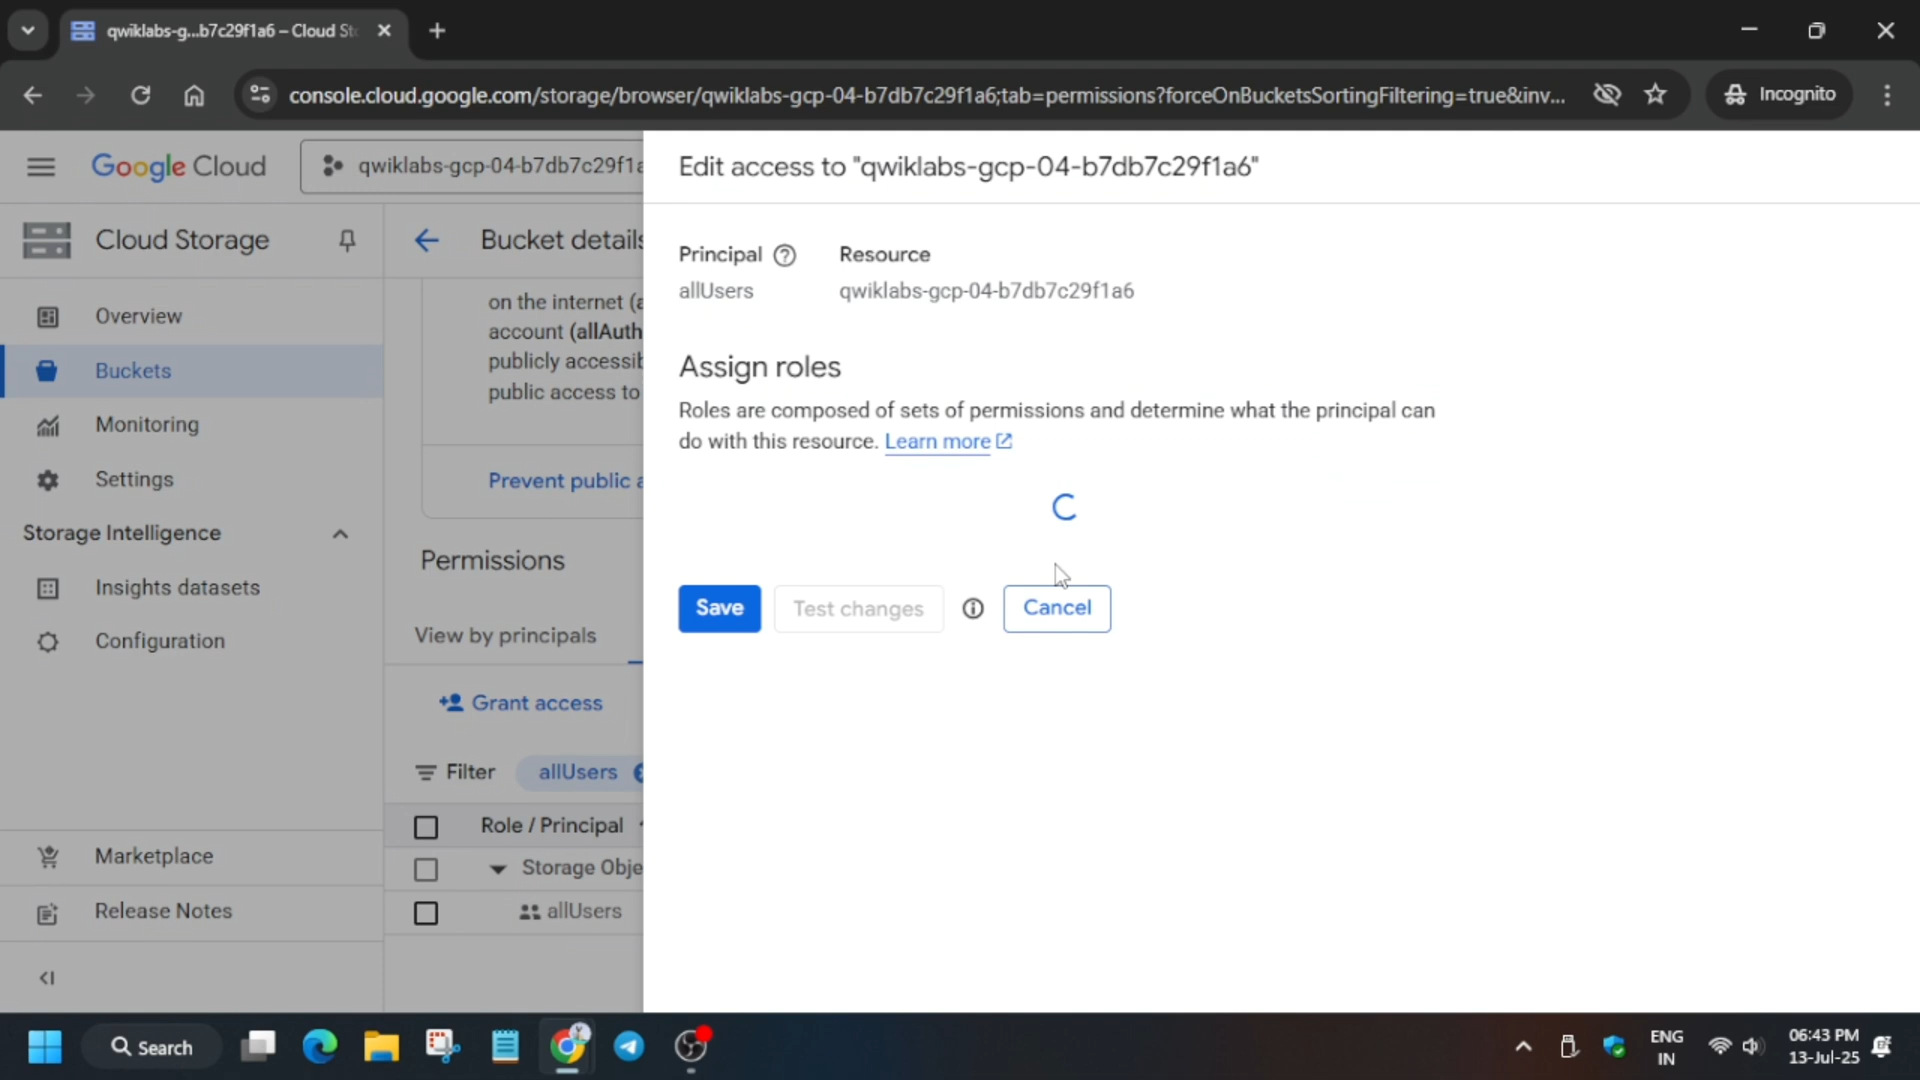 qwiklabs-g...b7c29f1a6 – Cloud St
console.cloud.google.com/storage/browser/qwiklabs-gcp-04-b7db7c29f1a6;tab=permissions?forceOnBucketsSortingFiltering=true&inv...
Incognito
Google Cloud
qwiklabs-gcp-04-b7db7c29f1a
Edit access to "qwiklabs-gcp-04-b7db7c29f1a6"
Cloud Storage
Bucket details
Principal
Resource
allUsers
qwiklabs-gcp-04-b7db7c29f1a6
on the internet (a
account (allAuth
publicly accessib
public access to
Overview
Buckets
Monitoring
Settings
Storage Intelligence
Insights datasets
Configuration
Assign roles
Roles are composed of sets of permissions and determine what the principal can
do with this resource. Learn more
Prevent public a
Permissions
Save
Test changes
Cancel
View by principals
Grant access
Filter
allUsers
Role / Principal
Storage Obje
allUsers
Marketplace
Release Notes
Search
ENG
IN
06:43 PM
13-Jul-25